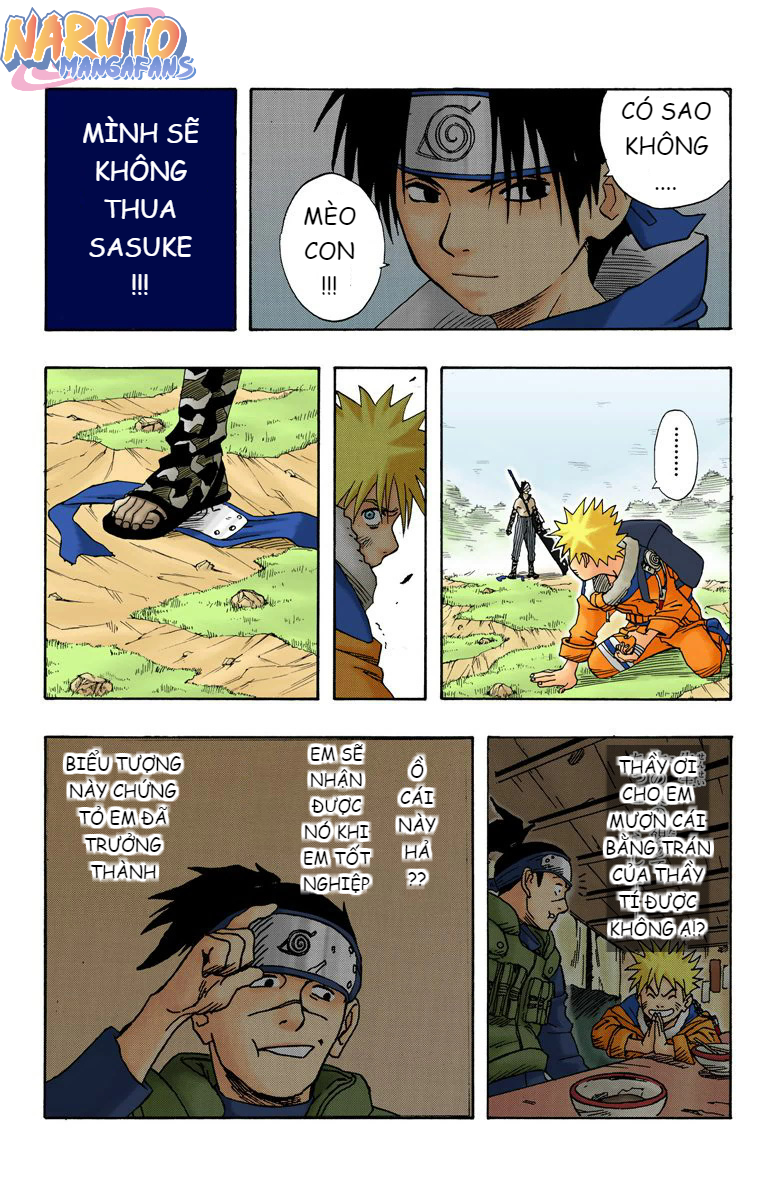 NARUTO
MANGAFANS
CÓ SAO
KHÔNG
....
MÈO
CON
!!!
MÌNH SẼ
KHÔNG
THUA
SASUKE
!!!
THẦY ƠI
CHO EM
MƯỢN CÁI
BẰNG TRÁN
CỦA THẦY
TÍ ĐƯỢC
KHÔNG Ạ!?
Ồ
CÁI
NÀY
HẢ
??
EM SẼ
NHẬN
ĐƯỢC
NÓ KHI
EM TỐT
NGHIỆP
BIỂU TƯỢNG
NÀY CHỨNG
TỎ EM ĐÃ
TRƯỞNG
THÀNH